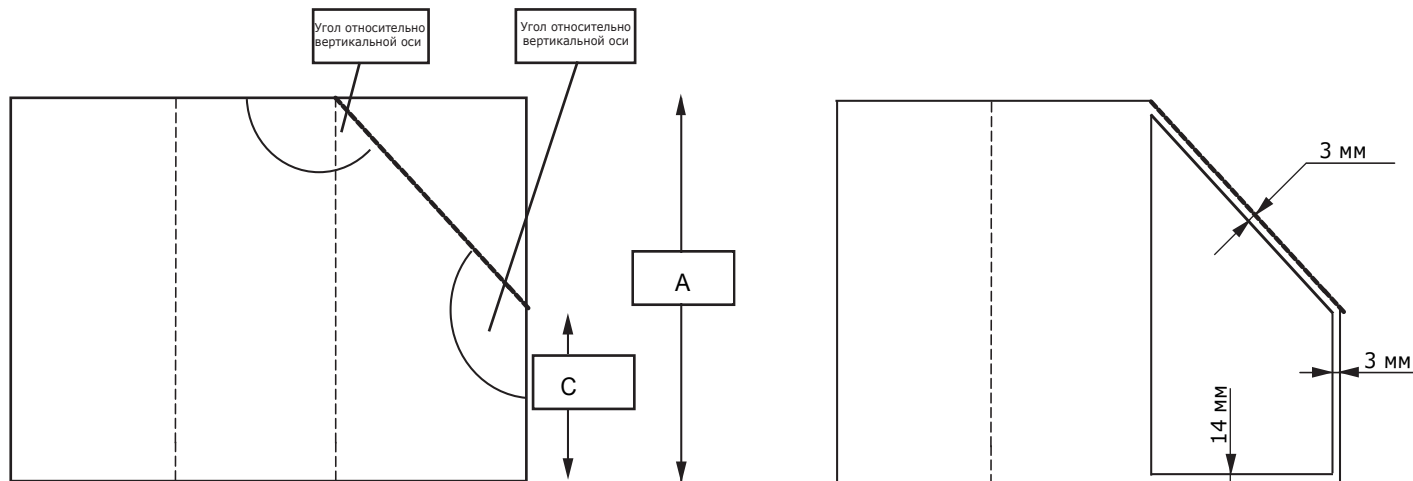 Угол относительно
вертикальной оси
Угол относительно
вертикальной оси
A
C
3 мм
3 мм
14 мм